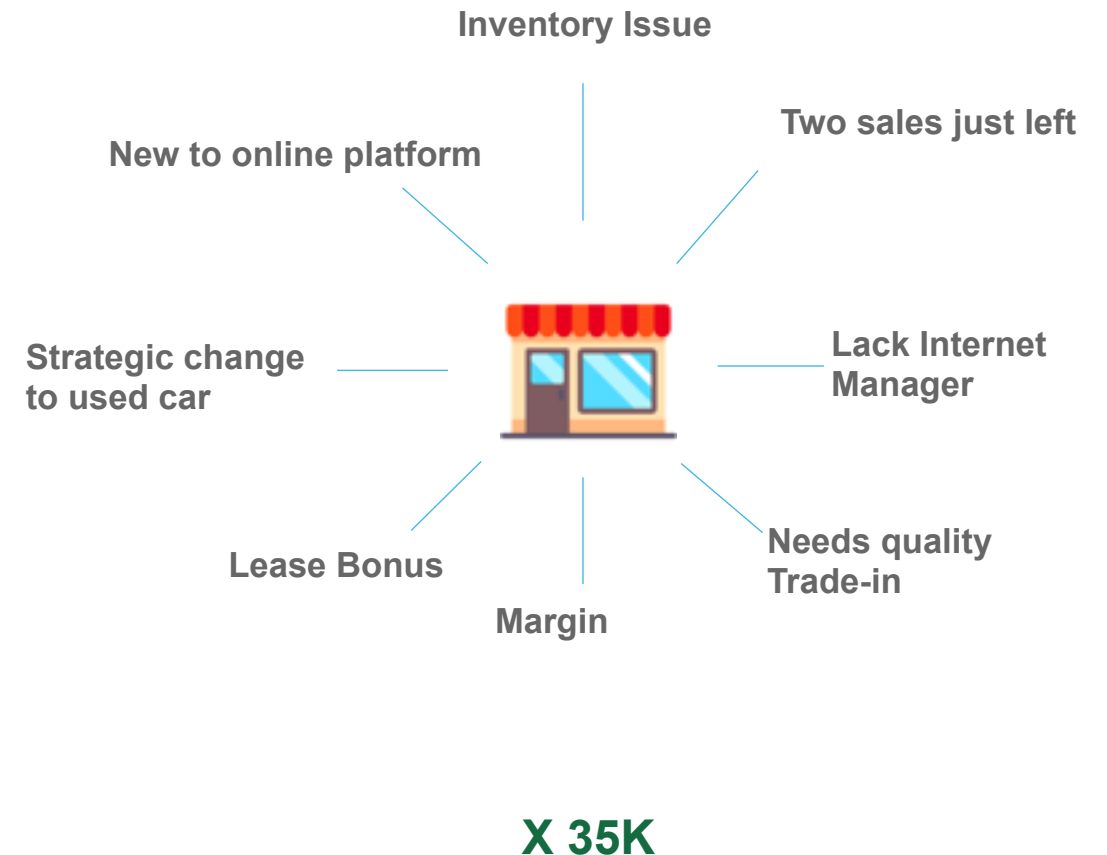 Inventory Issue
Two sales just left
New to online platform
Lack Internet
Manager
Strategic change
to used car
Needs quality
Trade-in
Lease Bonus
Margin
X 35K